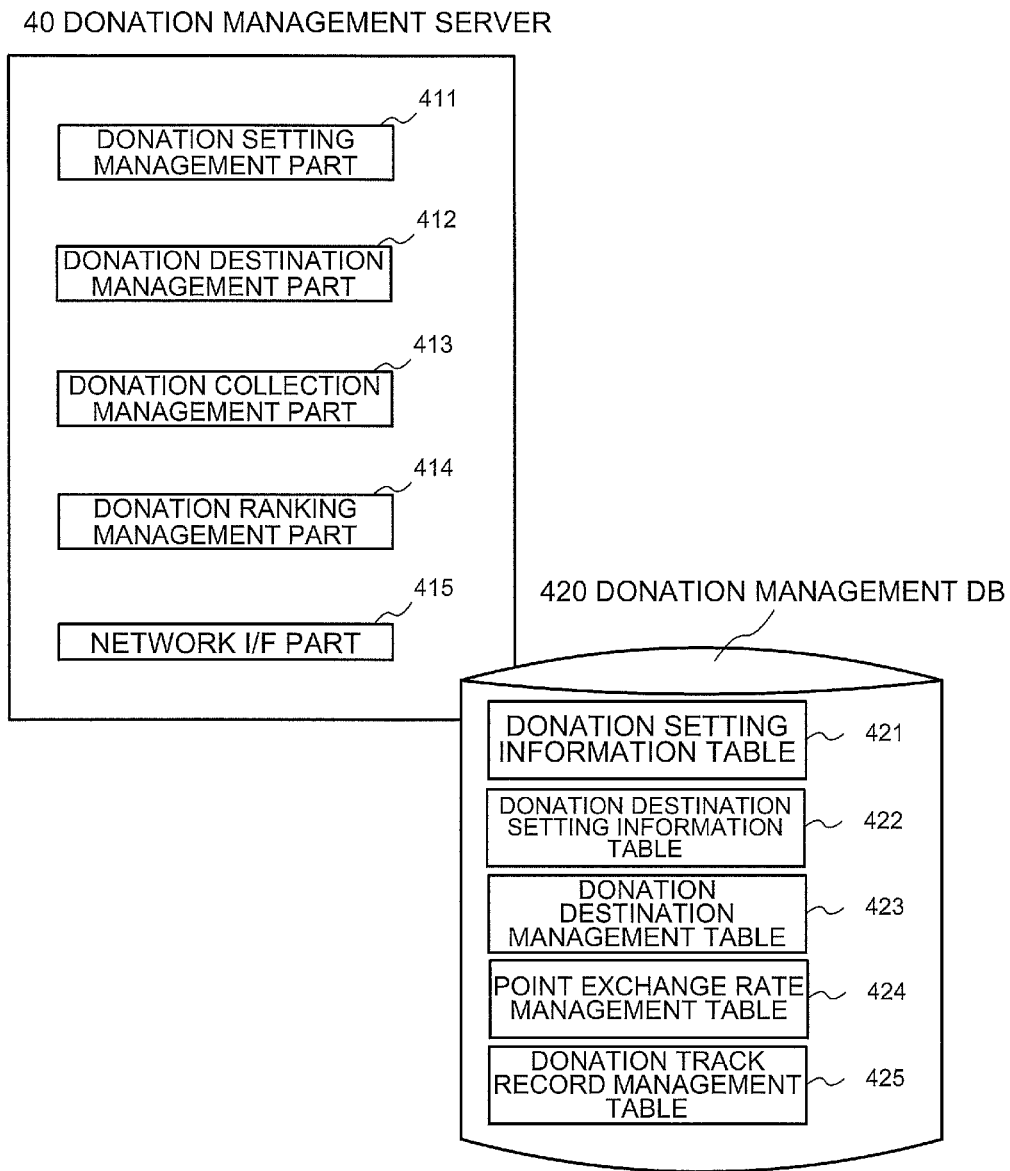 40 DONATION MANAGEMENT SERVER
411
DONATION SETTING
MANAGEMENT PART
412
DONATION DESTINATION
MANAGEMENT PART
413
DONATION COLLECTION
MANAGEMENT PART
414
DONATION RANKING
MANAGEMENT PART
415
NETWORK I/F PART
420 DONATION MANAGEMENT DB
DONATION SETTING
INFORMATION TABLE
421
DONATION DESTINATION
SETTING INFORMATION
TABLE
422
DONATION
DESTINATION
MANAGEMENT TABLE
423
POINT EXCHANGE RATE
MANAGEMENT TABLE
424
DONATION TRACK
RECORD MANAGEMENT
TABLE
425